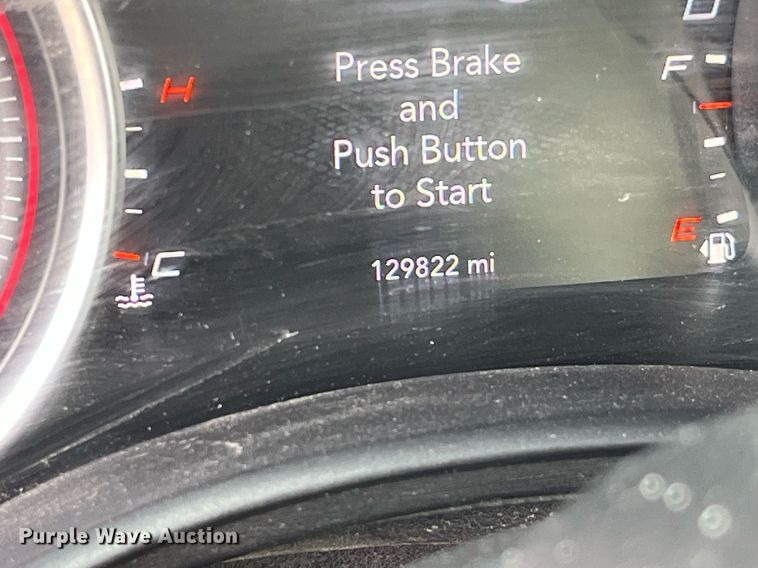 H
C
Press Brake
and
Push Button
to Start
129822 mi
F
E
Purple Wave Auction